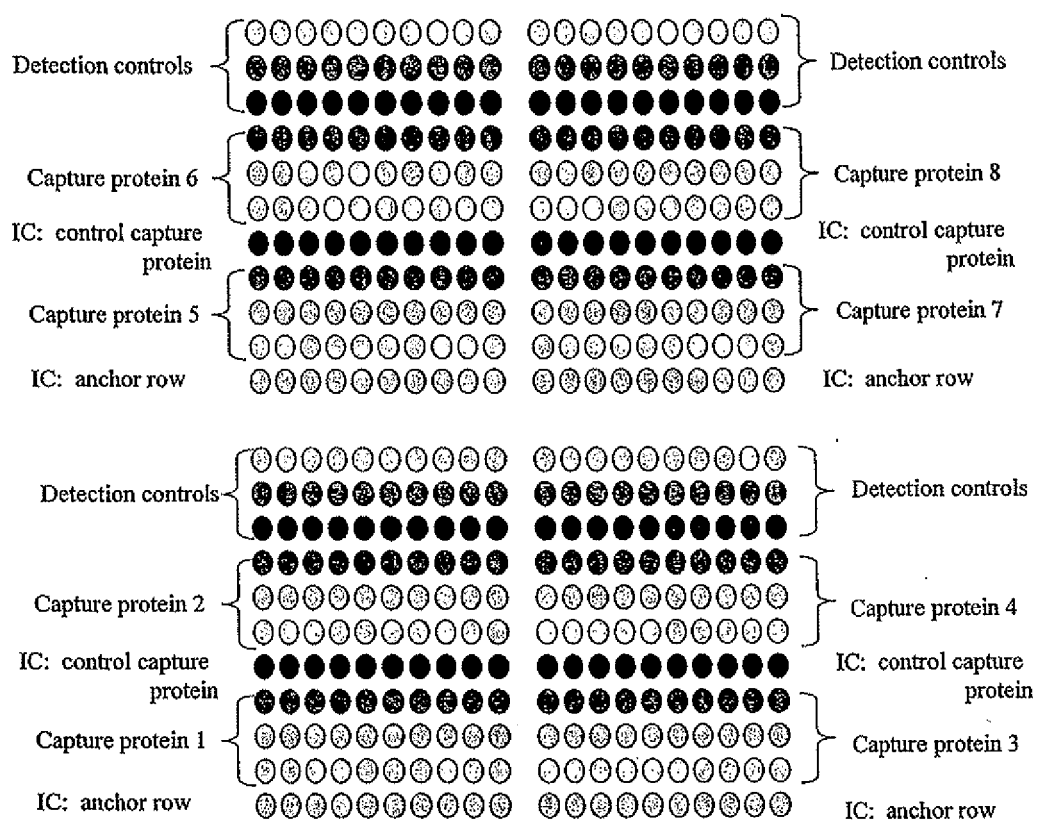 Detection controls
Detection controls
Capture protein 6
Capture protein 8
IC: control capture
protein
IC: control capture
protein
Capture protein 5
Capture protein 7
IC: anchor row
IC: anchor row
Detection controls
Detection controls
Capture protein 2
Capture protein 4
IC: control capture
protein
IC: control capture
protein
Capture protein 1
Capture protein 3
IC: anchor row
IC: anchor row